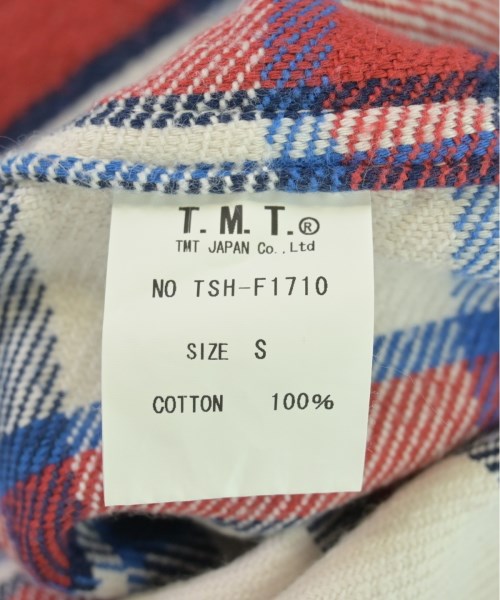 T.M.T.®
TMT JAPAN Co.,Ltd
NO TSH-F1710
SIZE S
COTTON 100%